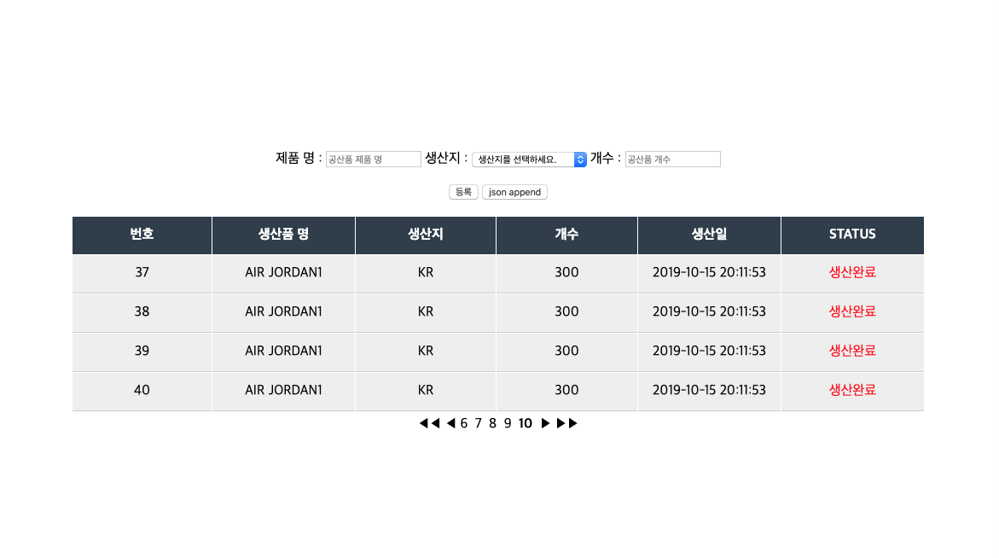 제품 명 : 공산품 제품 명 생산지 : 생산지를 선택하세요. 개수 : 공산품 개수
등록 json append
번호 생산품 명 생산지 개수 생산일 STATUS
37 AIR JORDAN1 KR 300 2019-10-15 20:11:53 생산완료
38 AIR JORDAN1 KR 300 2019-10-15 20:11:53 생산완료
39 AIR JORDAN1 KR 300 2019-10-15 20:11:53 생산완료
40 AIR JORDAN1 KR 300 2019-10-15 20:11:53 생산완료
◀◀ ◀ 6 7 8 9 10 ▶ ▶▶